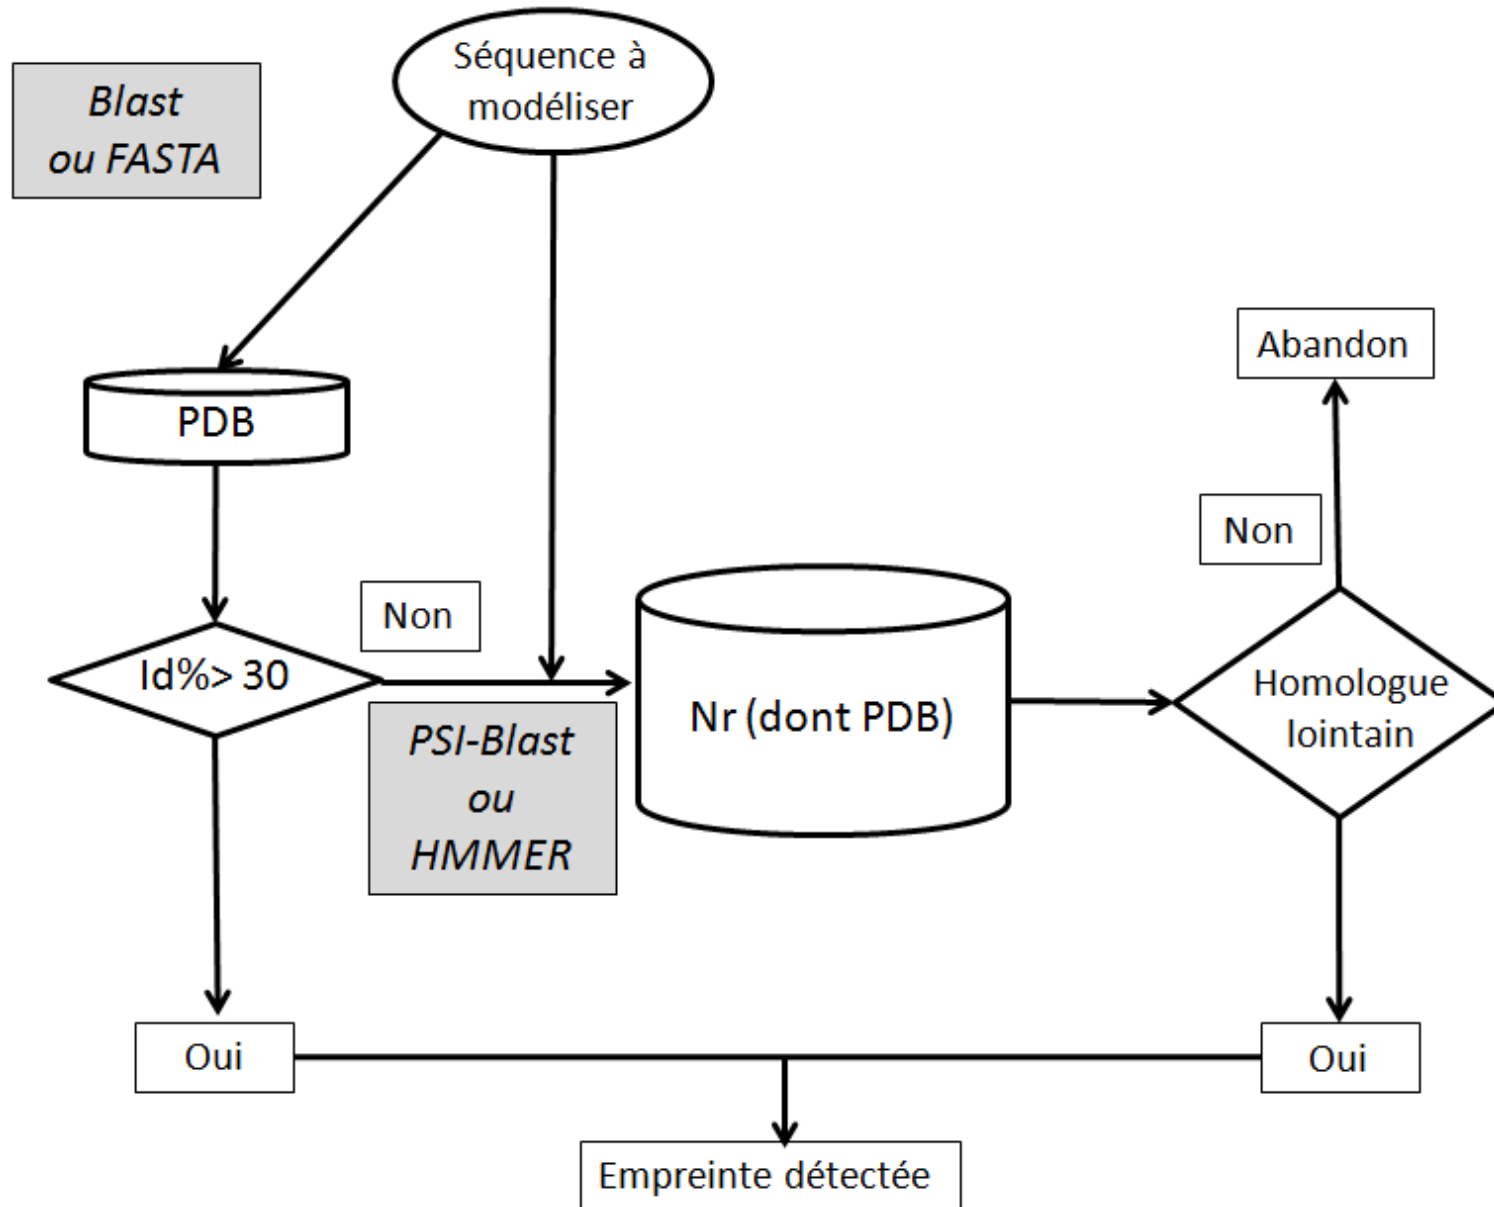 Séquence à
modéliser
Blast
ou FASTA
PDB
Abandon
Non
Non
Id%> 30
Nr (dont PDB)
Homologue
lointain
PSI-Blast
ou
HMMER
Oui
Oui
Empreinte détectée